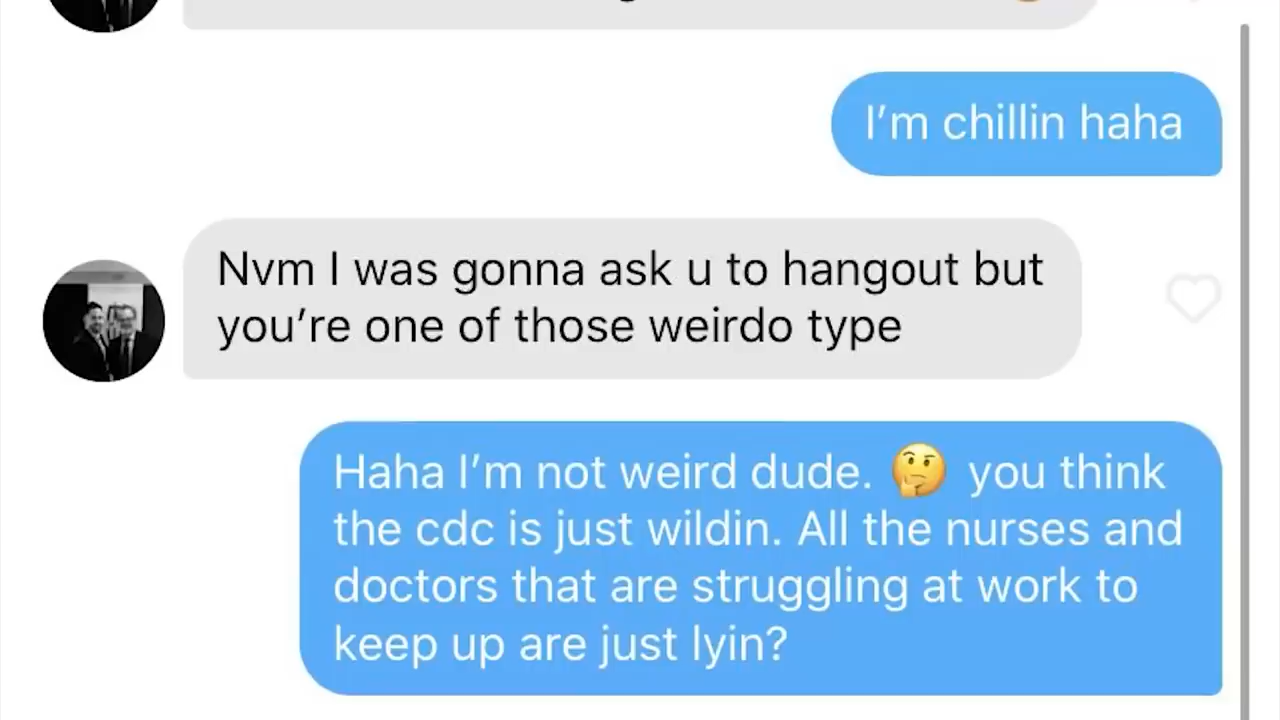 I’m chillin haha
Nvm I was gonna ask u to hangout but
you’re one of those weirdo type
Haha I’m not weird dude. 🤔 you think
the cdc is just wildin. All the nurses and
doctors that are struggling at work to
keep up are just lyin?